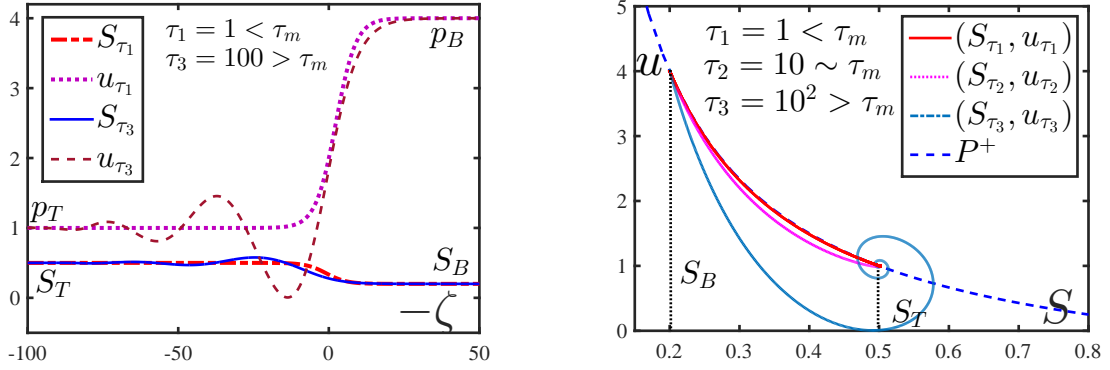 4
3
2
1
0
-100
-50
0
50
S_{τ_1}
u_{τ_1}
S_{τ_3}
u_{τ_3}
τ_1 = 1 < τ_m
τ_3 = 100 > τ_m
p_B
p_T
S_T
S_B
−ζ
5
4
3
2
1
0
0.2
0.3
0.4
0.5
0.6
0.7
0.8
u
τ_1 = 1 < τ_m
τ_2 = 10 ∼ τ_m
τ_3 = 10^2 > τ_m
(S_{τ_1}, u_{τ_1})
(S_{τ_2}, u_{τ_2})
(S_{τ_3}, u_{τ_3})
P^+
S_B
S_T
S